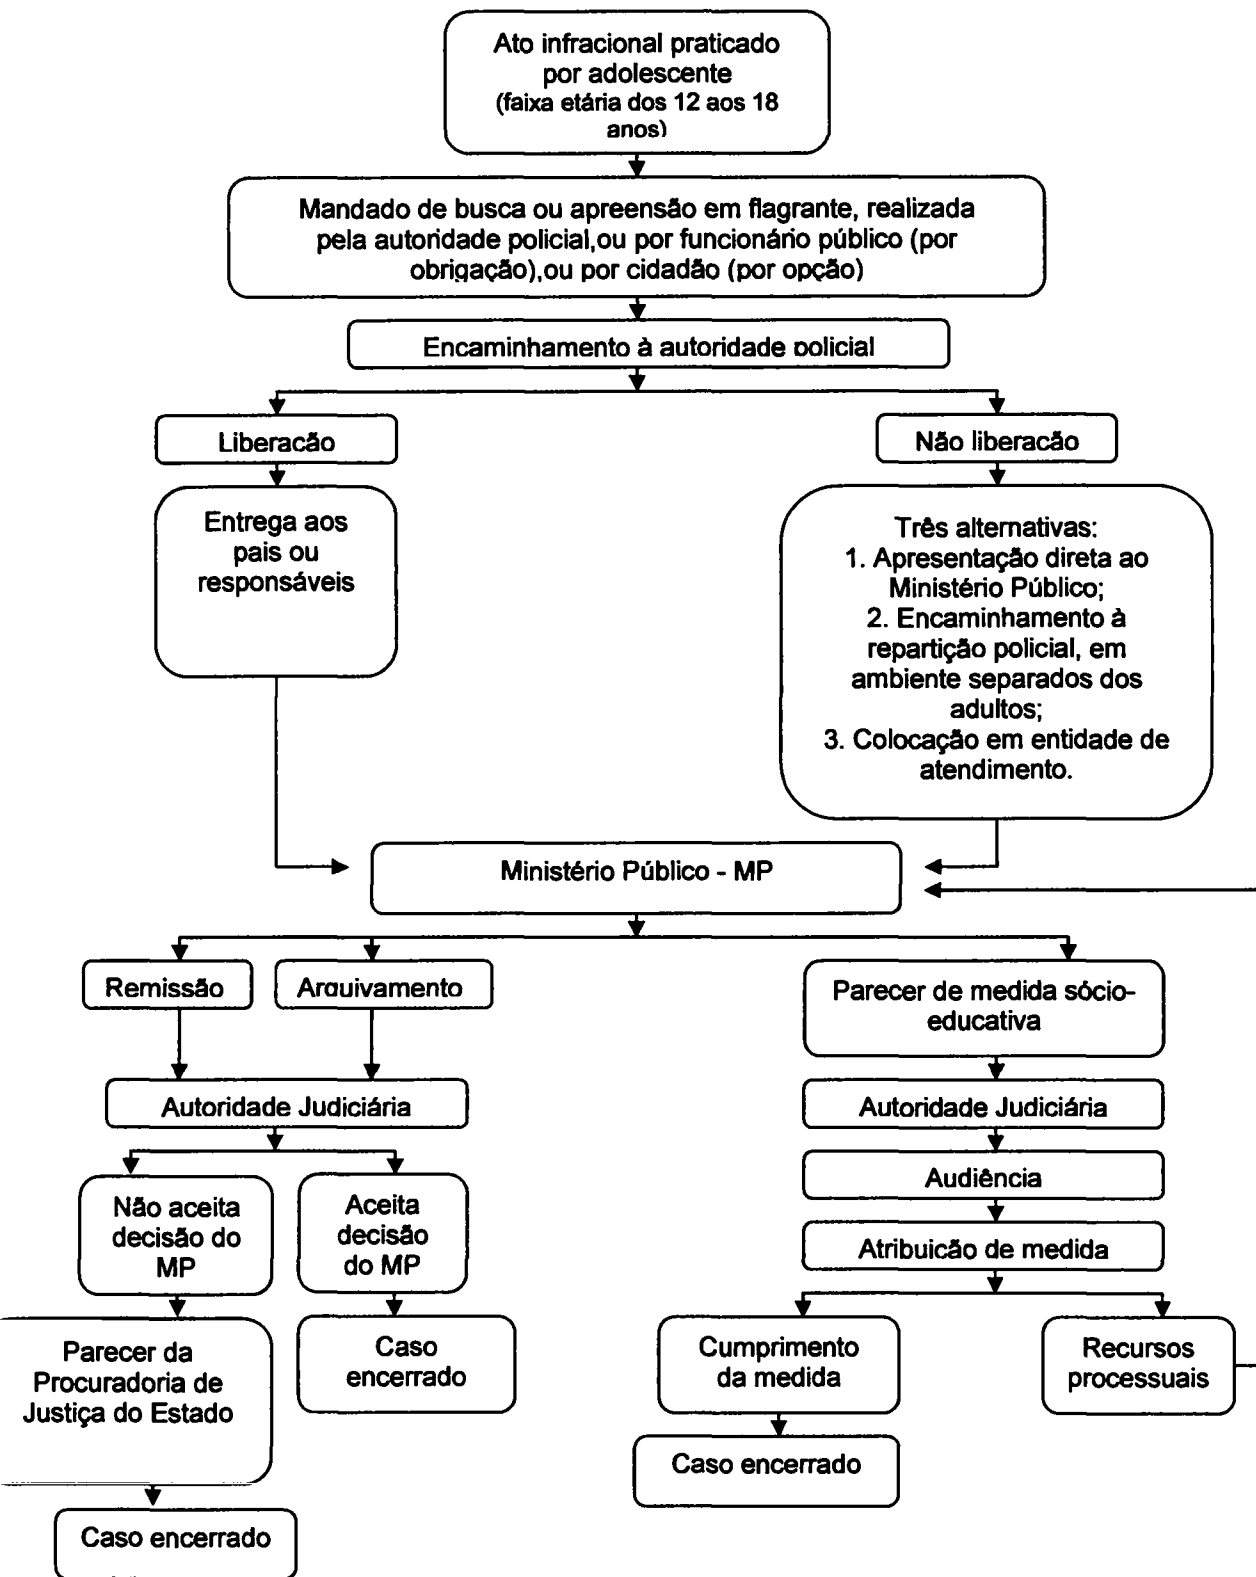 Ato infracional praticado
por adolescente
(faixa etária dos 12 aos 18
anos)
Mandado de busca ou apreensão em flagrante, realizada
pela autoridade policial,ou por funcionário público (por
obrigação),ou por cidadão (por opção)
Encaminhamento à autoridade policial
Liberação
Não liberação
Entrega aos
pais ou
responsáveis
Três alternativas:
1. Apresentação direta ao
Ministério Público;
2. Encaminhamento à
repartição policial, em
ambiente separados dos
adultos;
3. Colocação em entidade de
atendimento.
Ministério Público - MP
Remissão
Arquivamento
Parecer de medida sócio-
educativa
Autoridade Judiciária
Autoridade Judiciária
Audiência
Não aceita
decisão do
MP
Aceita
decisão
do MP
Atribuição de medida
Parecer da
Procuradoria de
Justiça do Estado
Caso
encerrado
Cumprimento
da medida
Recursos
processuais
Caso encerrado
Caso encerrado